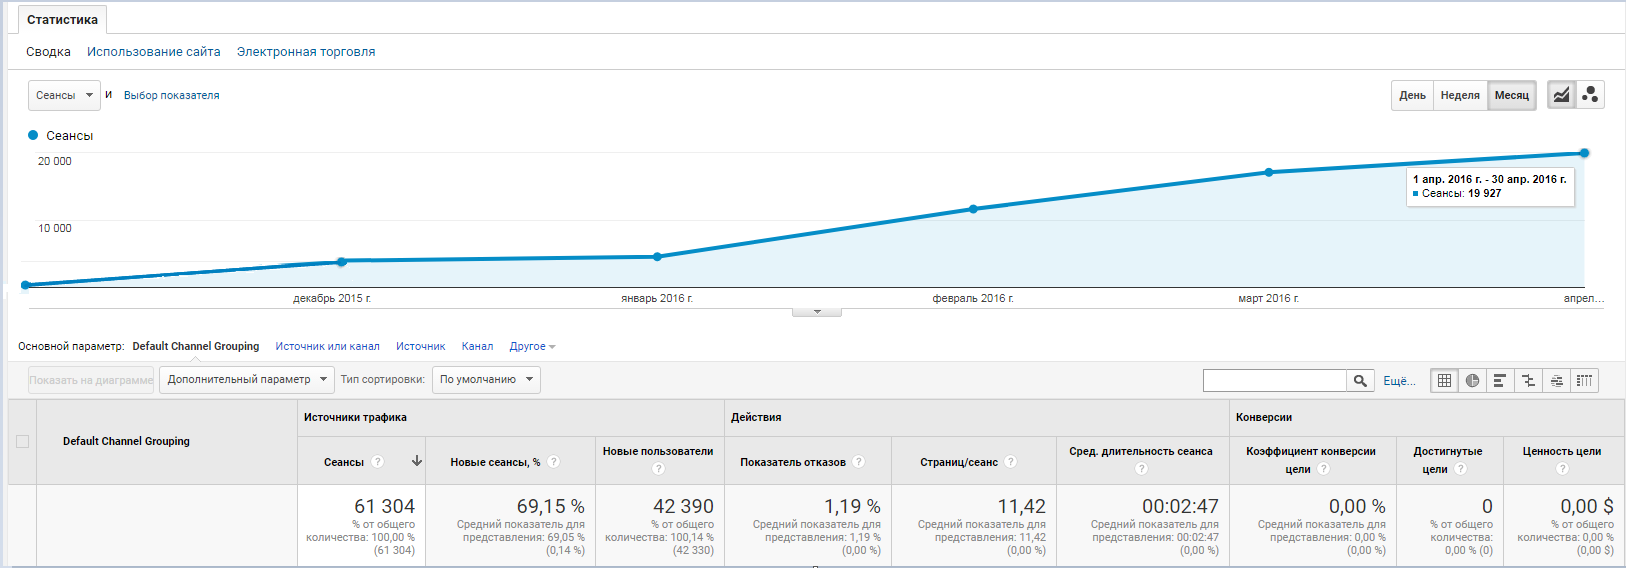 Статистика
Сводка Использование сайта Электронная торговля
Сеансы и Выбор показателя День Неделя Месяц
Сеансы
20 000
1 апр. 2016 г. - 30 апр. 2016 г.
Сеансы: 19 927
10 000
декабрь 2015 г. январь 2016 г. февраль 2016 г. март 2016 г. апрел...
Основной параметр: Default Channel Grouping Источник или канал Источник Канал Другое
Показать на диаграмме Дополнительный параметр Тип сортировки: По умолчанию Ещё...
Default Channel Grouping
Источники трафика Действия Конверсии
Сеансы ? Новые сеансы, % ? Новые пользователи ? Показатель отказов ? Страниц/сеанс ? Сред. длительность сеанса ? Коэффициент конверсии цели ? Достигнутые цели ? Ценность цели ?
61 304 69,15 % 42 390 1,19 % 11,42 00:02:47 0,00 % 0 0,00 $
% от общего Средний показатель для % от общего Средний показатель для Средний показатель для Средний показатель для Средний показатель для % от общего % от общего
количества: 100,00 % представления: 69,05 % количества: 100,14 % представления: 1,19 % представления: 11,42 представления: 00:02:47 представления: 0,00 % количества: количества: 0,00 %
(61 304) (0,14 %) (42 330) (0,00 %) (0,00 %) (0,00 %) (0,00 %) 0,00 % (0) (0,00 $)